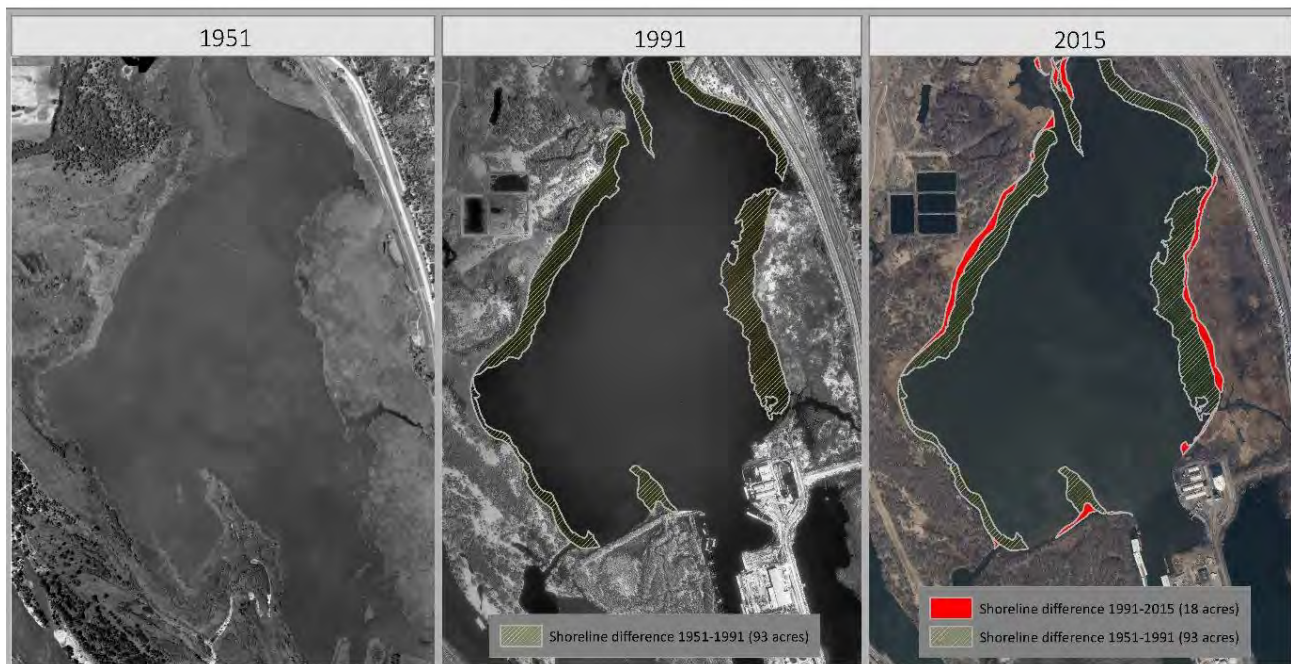 1951
1991
2015
Shoreline difference 1951-1991 (93 acres)
Shoreline difference 1991-2015 (18 acres)
Shoreline difference 1951-1991 (93 acres)